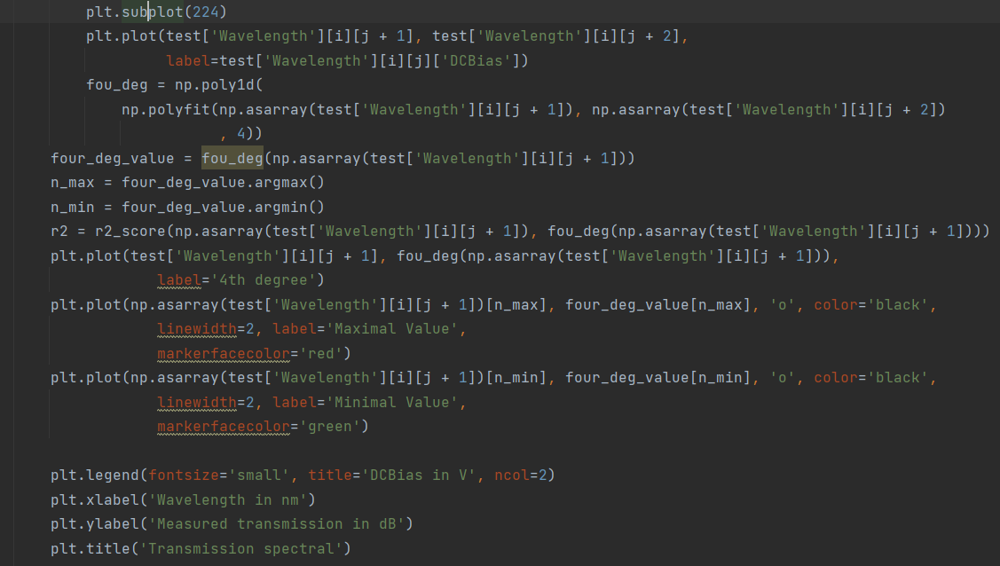 plt.subplot(224)
plt.plot(test['Wavelength'][i][j + 1], test['Wavelength'][i][j + 2],
label=test['Wavelength'][i][j]['DCBias'])
fou_deg = np.poly1d(
np.polyfit(np.asarray(test['Wavelength'][i][j + 1]), np.asarray(test['Wavelength'][i][j + 2])
, 4))
four_deg_value = fou_deg(np.asarray(test['Wavelength'][i][j + 1]))
n_max = four_deg_value.argmax()
n_min = four_deg_value.argmin()
r2 = r2_score(np.asarray(test['Wavelength'][i][j + 1]), fou_deg(np.asarray(test['Wavelength'][i][j + 1])))
plt.plot(test['Wavelength'][i][j + 1], fou_deg(np.asarray(test['Wavelength'][i][j + 1])),
label='4th degree')
plt.plot(np.asarray(test['Wavelength'][i][j + 1])[n_max], four_deg_value[n_max], 'o', color='black',
linewidth=2, label='Maximal Value',
markerfacecolor='red')
plt.plot(np.asarray(test['Wavelength'][i][j + 1])[n_min], four_deg_value[n_min], 'o', color='black',
linewidth=2, label='Minimal Value',
markerfacecolor='green')
plt.legend(fontsize='small', title='DCBias in V', ncol=2)
plt.xlabel('Wavelength in nm')
plt.ylabel('Measured transmission in dB')
plt.title('Transmission spectral')